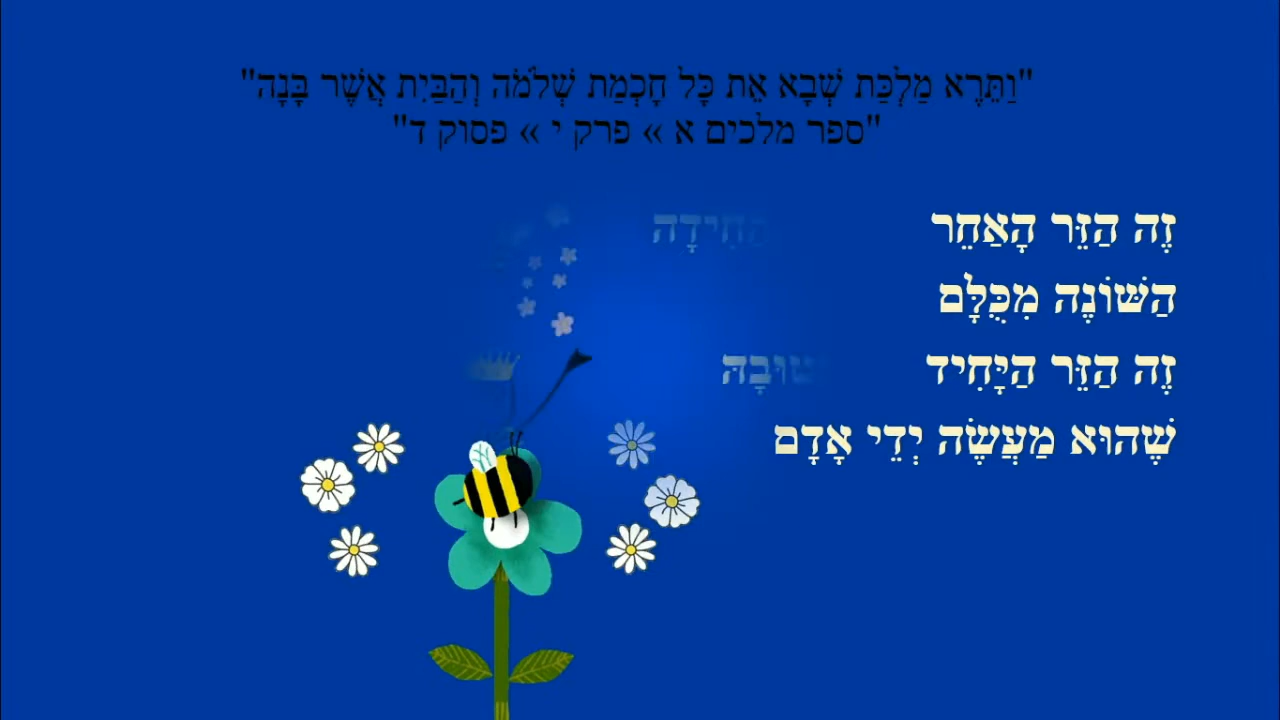 "וַתֵּרֶא מַלְכַּת שְׁבָא אֵת כָּל חָכְמַת שְׁלֹמֹה וְהַבַּיִת אֲשֶׁר בָּנָה"
"ספר מלכים א » פרק י » פסוק ד"
זֶה הַזֵּר הָאַחֵר
הַשּׁוֹנֶה מִכֻּלָּם
זֶה הַזֵּר הַיָּחִיד
שֶׁהוּא מַעֲשֶׂה יְדֵי אָדָם